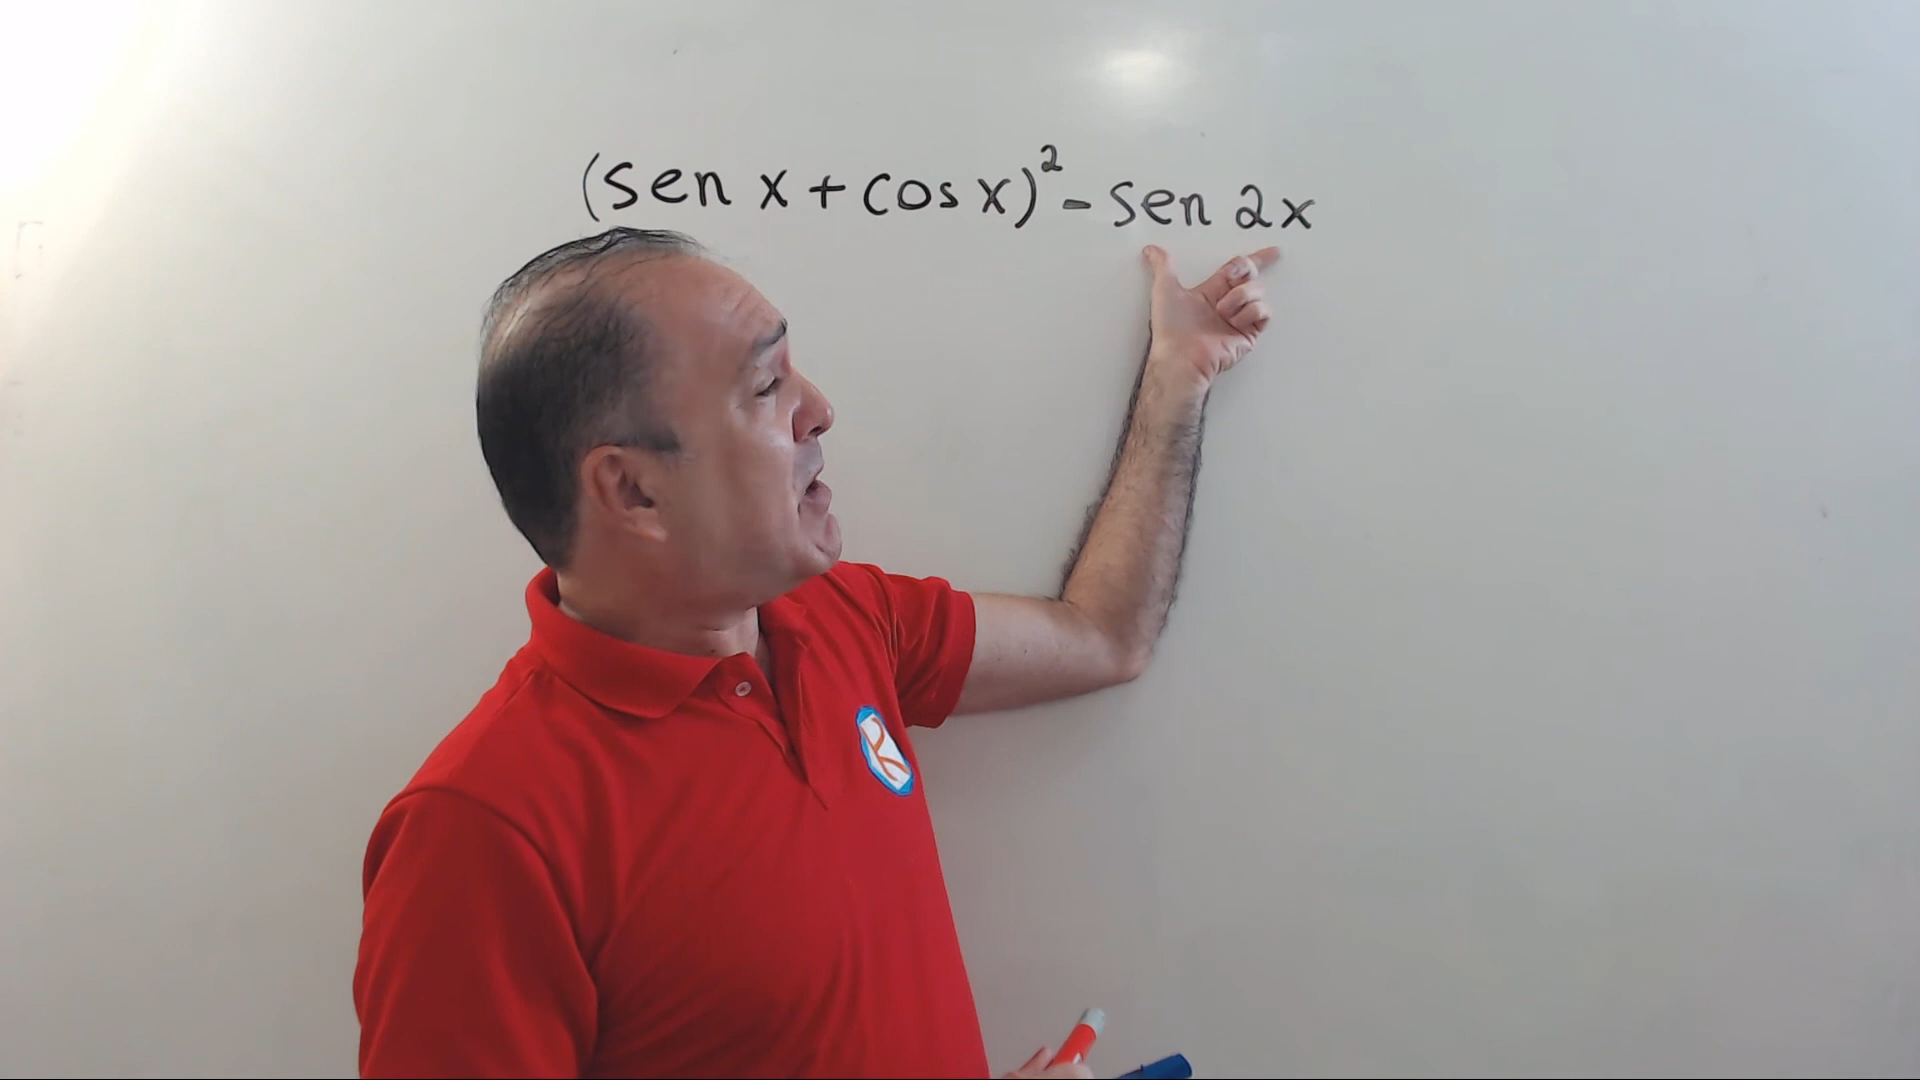 (sen x + cos x)² - sen 2x